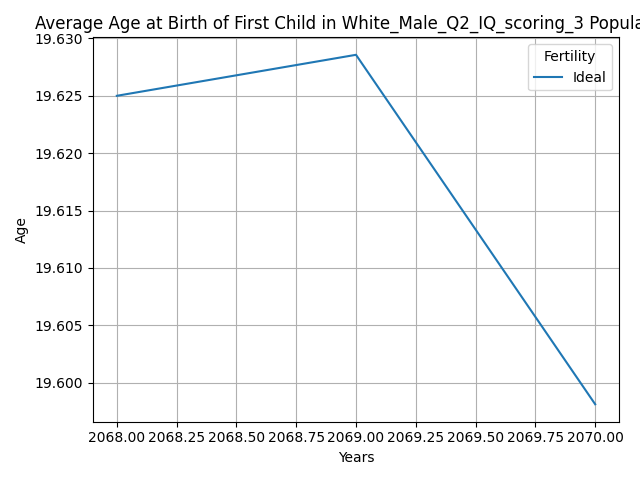 Average Age at Birth of First Child in White_Male_Q2_IQ_scoring_3
19.630
19.625
19.620
19.615
19.610
19.605
19.600
Age
Fertility
Ideal
2068.00 2068.25 2068.50 2068.75 2069.00 2069.25 2069.50 2069.75 2070.00
Years